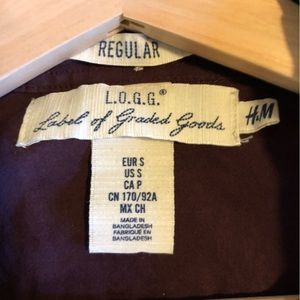 REGULAR
L.O.G.G.®
Label of Graded Goods
H&M
EUR S
US S
CA P
CN 170/92A
MX CH
MADE IN
BANGLADESH
FABRIQUÉ EN
BANGLADESH